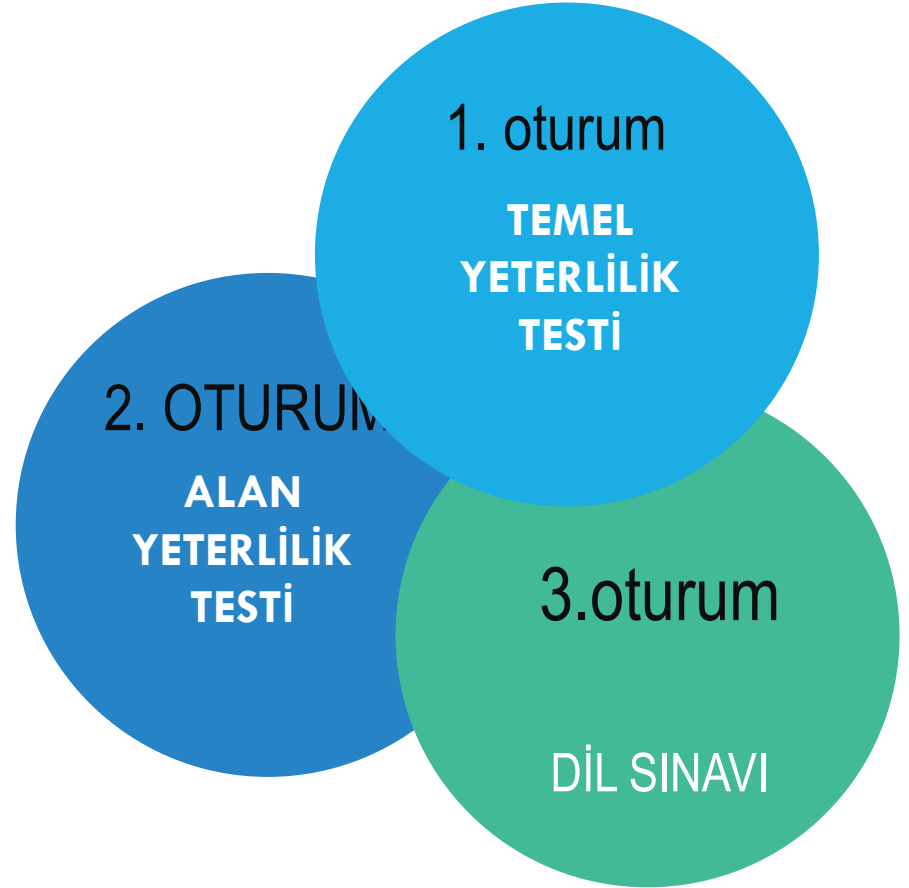 1. oturum
TEMEL
YETERLİLİK
TESTİ
2. OTURUM
ALAN
YETERLİLİK
TESTİ
3.oturum
DİL SINAVI